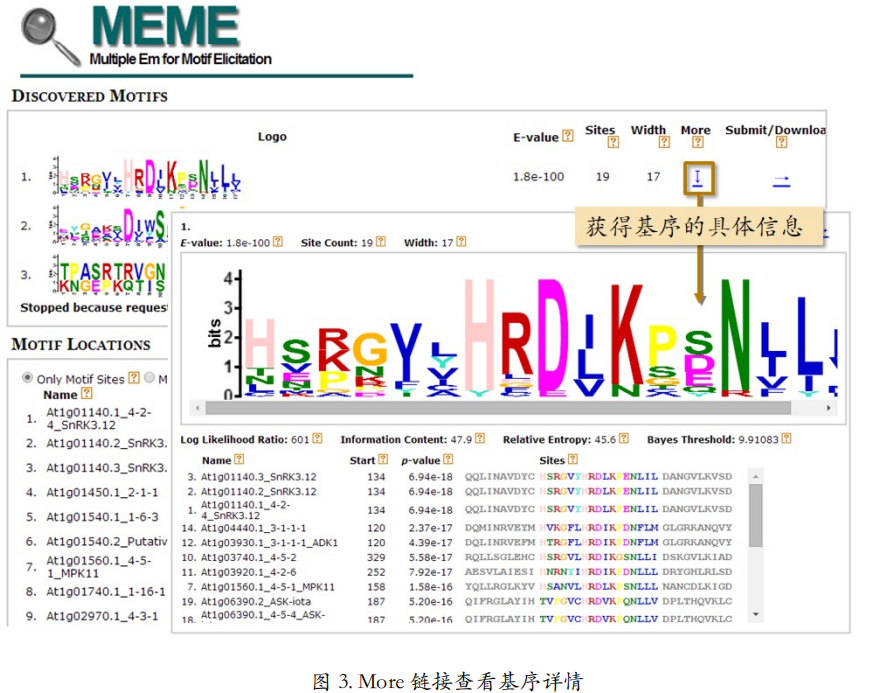 MEME
Multiple Em for Motif Elicitation
DISCOVERED MOTIFS
Logo E-value ? Sites ? Width ? More ? Submit/Downloa ?
1. 1.8e-100 19 17
2.
3.
Stopped because reques
获得基序的具体信息
1.
E-value: 1.8e-100 ? Site Count: 19 ? Width: 17 ?
bits
4
3
2
1
0
MOTIF LOCATIONS
Only Motif Sites ? M
Name ?
1. At1g01140.1_4-2-
4_SnRK3.12
2. At1g01140.2_SnRK3.
3. At1g01140.3_SnRK3.
4. At1g01450.1_2-1-1
5. At1g01540.1_1-6-3
6. At1g01540.2_Putativ
7. At1g01560.1_4-5-
1_MPK11
8. At1g01740.1_1-16-1
9. At1g02970.1_4-3-1
Log Likelihood Ratio: 601 ? Information Content: 47.9 ? Relative Entropy: 45.6 ? Bayes Threshold: 9.91083 ?
Name ? Start ? p-value ? Sites ?
3. At1g01140.3_SnRK3.12 134 6.94e-18 QQLINAVDYC HSRGVYHRDLKPENLIL DANGVLKVSD
2. At1g01140.2_SnRK3.12 134 6.94e-18 QQLINAVDYC HSRGVYHRDLKPENLIL DANGVLKVSD
1. At1g01140.1_4-2-
4_SnRK3.12 134 6.94e-18 QQLINAVDYC HSRGVYHRDLKPENLIL DANGVLKVSD
14. At1g04440.1_3-1-1-1 120 2.37e-17 DQMINRVEYM HVKGFLHRDIKPDNFLM GLGRKANQVY
12. At1g03930.1_3-1-1-1_ADK1 120 4.39e-17 DQLINRVEFV HSKSFLHRDIKPDNFLM GLGRRANQVY
10. At1g03740.1_4-5-2 329 5.58e-17 RQLLSGLEHC HSRGVLHRDIKGSNLLI DSKGVLKIAD
11. At1g03920.1_4-2-6 252 7.92e-17 AESVLAIESI HNRNYIHRDIKPDNLLL DRYGHLRLSD
7. At1g01560.1_4-5-1_MPK11 158 1.58e-16 YQLLRGLKYV HSANVLHRDLKPSNLLL NANCDLKIGD
19. At1g06390.2_ASK-iota 187 5.20e-16 QIFRGLAYIH TVPGVCHRDVKPQNLLV DPLTHQVKLC
18. At1g06390.1_4-5-4_ASK- 187 5.20e-16 QIFRGLAYIH TVPGVCHRDVKPQNLLV DPLTHQVKLC
图 3. More 链接查看基序详情